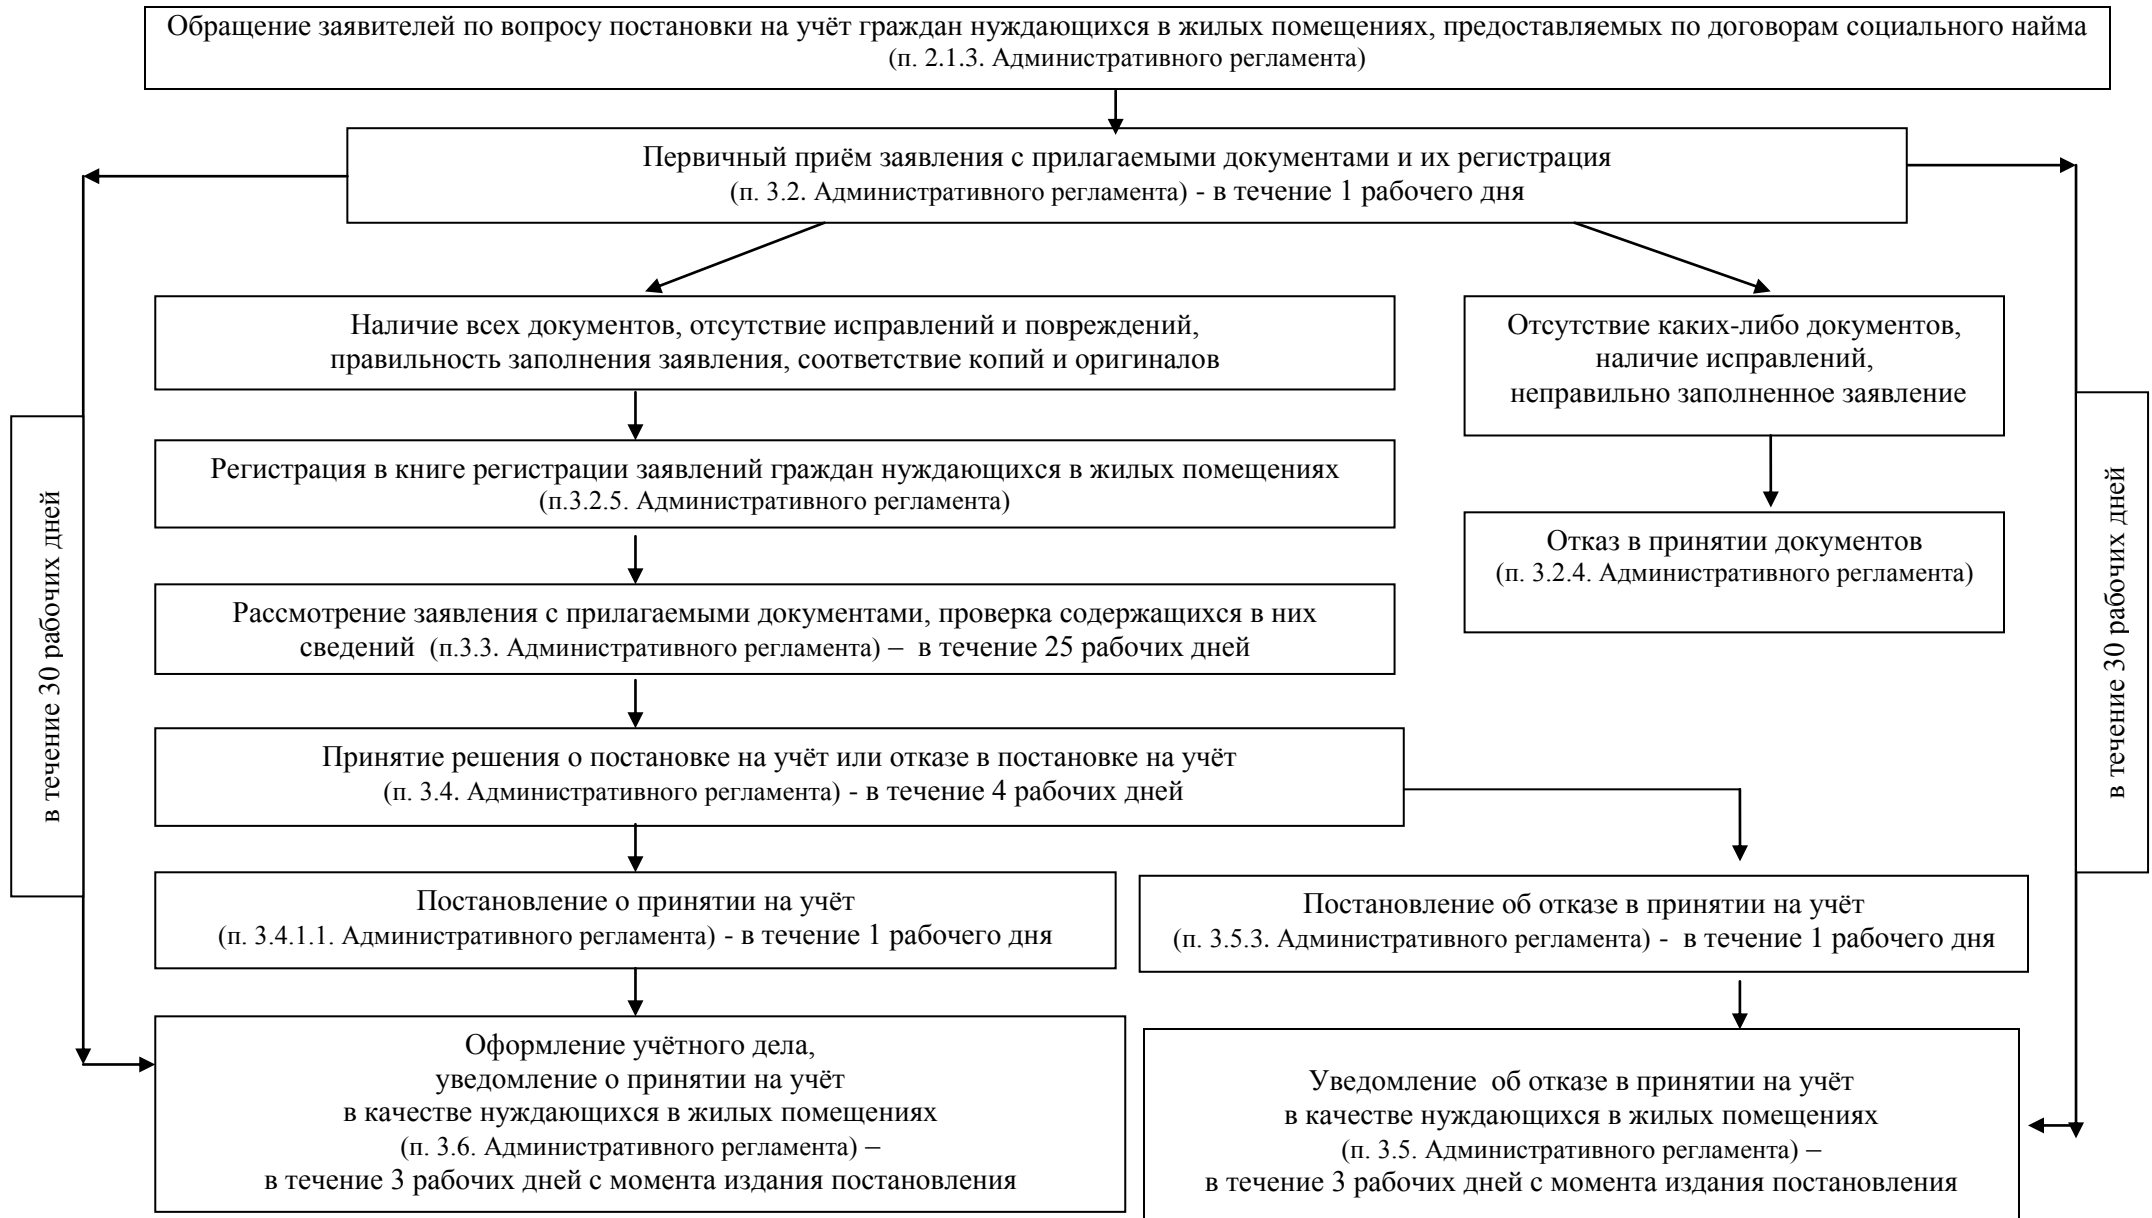 Обращение заявителей по вопросу постановки на учёт граждан нуждающихся в жилых помещениях, предоставляемых по договорам социального найма
(п. 2.1.3. Административного регламента)
Первичный приём заявления с прилагаемыми документами и их регистрация
(п. 3.2. Административного регламента) - в течение 1 рабочего дня
Наличие всех документов, отсутствие исправлений и повреждений,
правильность заполнения заявления, соответствие копий и оригиналов
Отсутствие каких-либо документов,
наличие исправлений,
неправильно заполненное заявление
Регистрация в книге регистрации заявлений граждан нуждающихся в жилых помещениях
(п.3.2.5. Административного регламента)
Отказ в принятии документов
(п. 3.2.4. Административного регламента)
Рассмотрение заявления с прилагаемыми документами, проверка содержащихся в них
сведений (п.3.3. Административного регламента) – в течение 25 рабочих дней
в течение 30 рабочих дней
в течение 30 рабочих дней
Принятие решения о постановке на учёт или отказе в постановке на учёт
(п. 3.4. Административного регламента) - в течение 4 рабочих дней
Постановление о принятии на учёт
(п. 3.4.1.1. Административного регламента) - в течение 1 рабочего дня
Постановление об отказе в принятии на учёт
(п. 3.5.3. Административного регламента) - в течение 1 рабочего дня
Оформление учётного дела,
уведомление о принятии на учёт
в качестве нуждающихся в жилых помещениях
(п. 3.6. Административного регламента) –
в течение 3 рабочих дней с момента издания постановления
Уведомление об отказе в принятии на учёт
в качестве нуждающихся в жилых помещениях
(п. 3.5. Административного регламента) –
в течение 3 рабочих дней с момента издания постановления